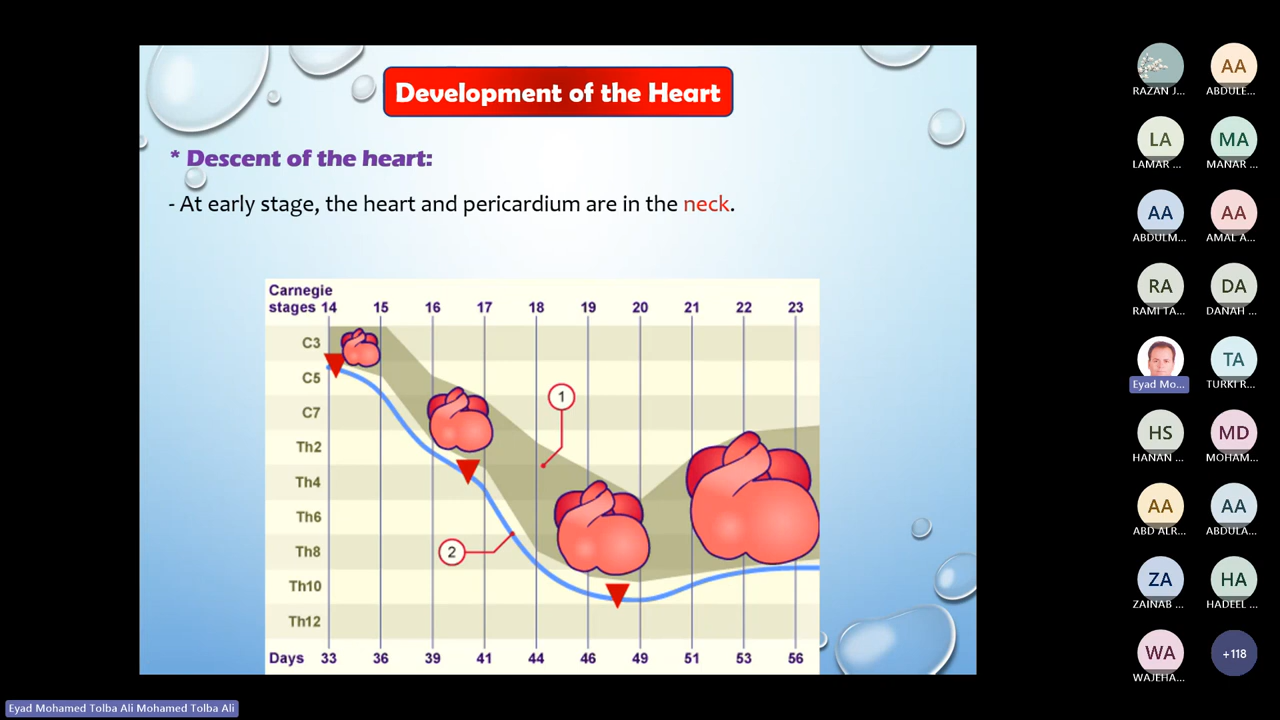 Development of the Heart
* Descent of the heart:
- At early stage, the heart and pericardium are in the neck.
Carnegie
stages 14 15 16 17 18 19 20 21 22 23
C3
C5
1
C7
Th2
Th4
Th6
2
Th8
Th10
Th12
Days 33 36 39 41 44 46 49 51 53 56
AA
RAZAN J... ABDULE...
LA MA
LAMAR ... MANAR ...
AA AA
ABDULM... AMAL A...
RA DA
RAMI TA... DANAH ...
TA
Eyad Mo... TURKI R...
HS MD
HANAN ... MOHAM...
AA AA
ABD ALR... ABDULA...
ZA HA
ZAINAB ... HADEEL ...
WA +118
WAJEHA...
Eyad Mohamed Tolba Ali Mohamed Tolba Ali